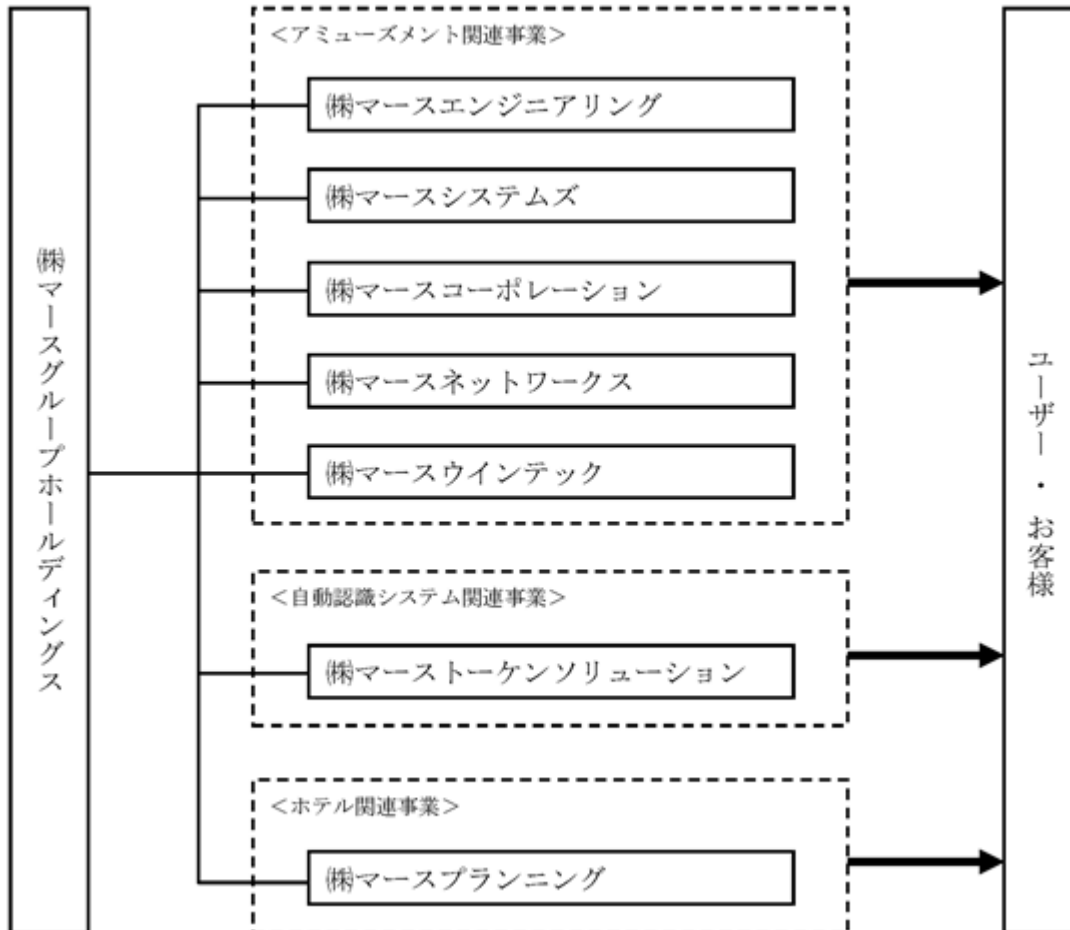 ㈱マースグループホールディングス
＜アミューズメント関連事業＞
㈱マースエンジニアリング
㈱マースシステムズ
㈱マースコーポレーション
㈱マースネットワークス
㈱マースウインテック
＜自動認識システム関連事業＞
㈱マーストーケンソリューション
＜ホテル関連事業＞
㈱マースプランニング
ユーザー・お客様